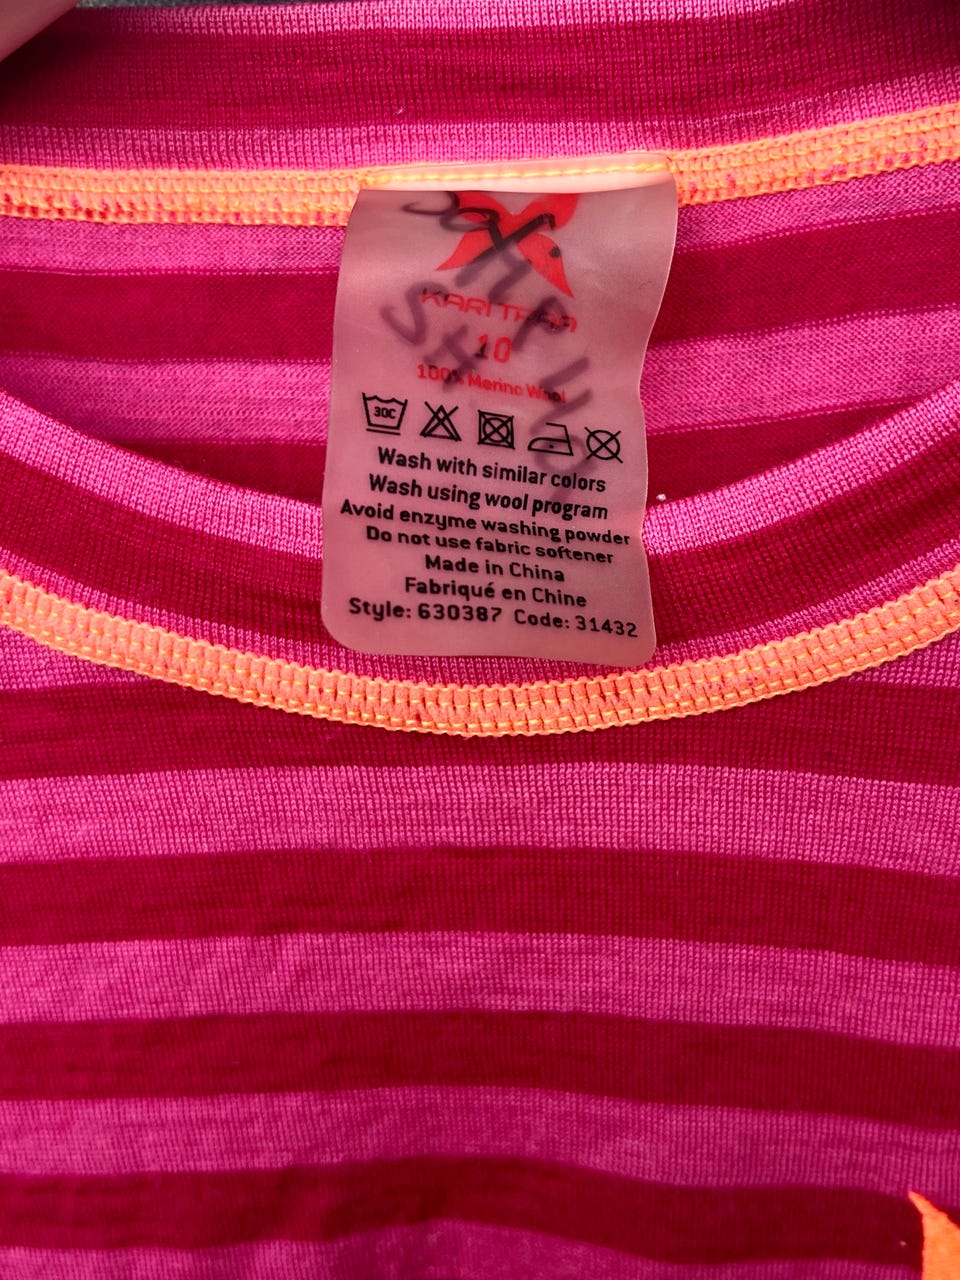 KARI TRAA
10
100% Merino Wool
30C
Wash with similar colors
Wash using wool program
Avoid enzyme washing powder
Do not use fabric softener
Made in China
Fabriqué en Chine
Style: 630387 Code: 31432